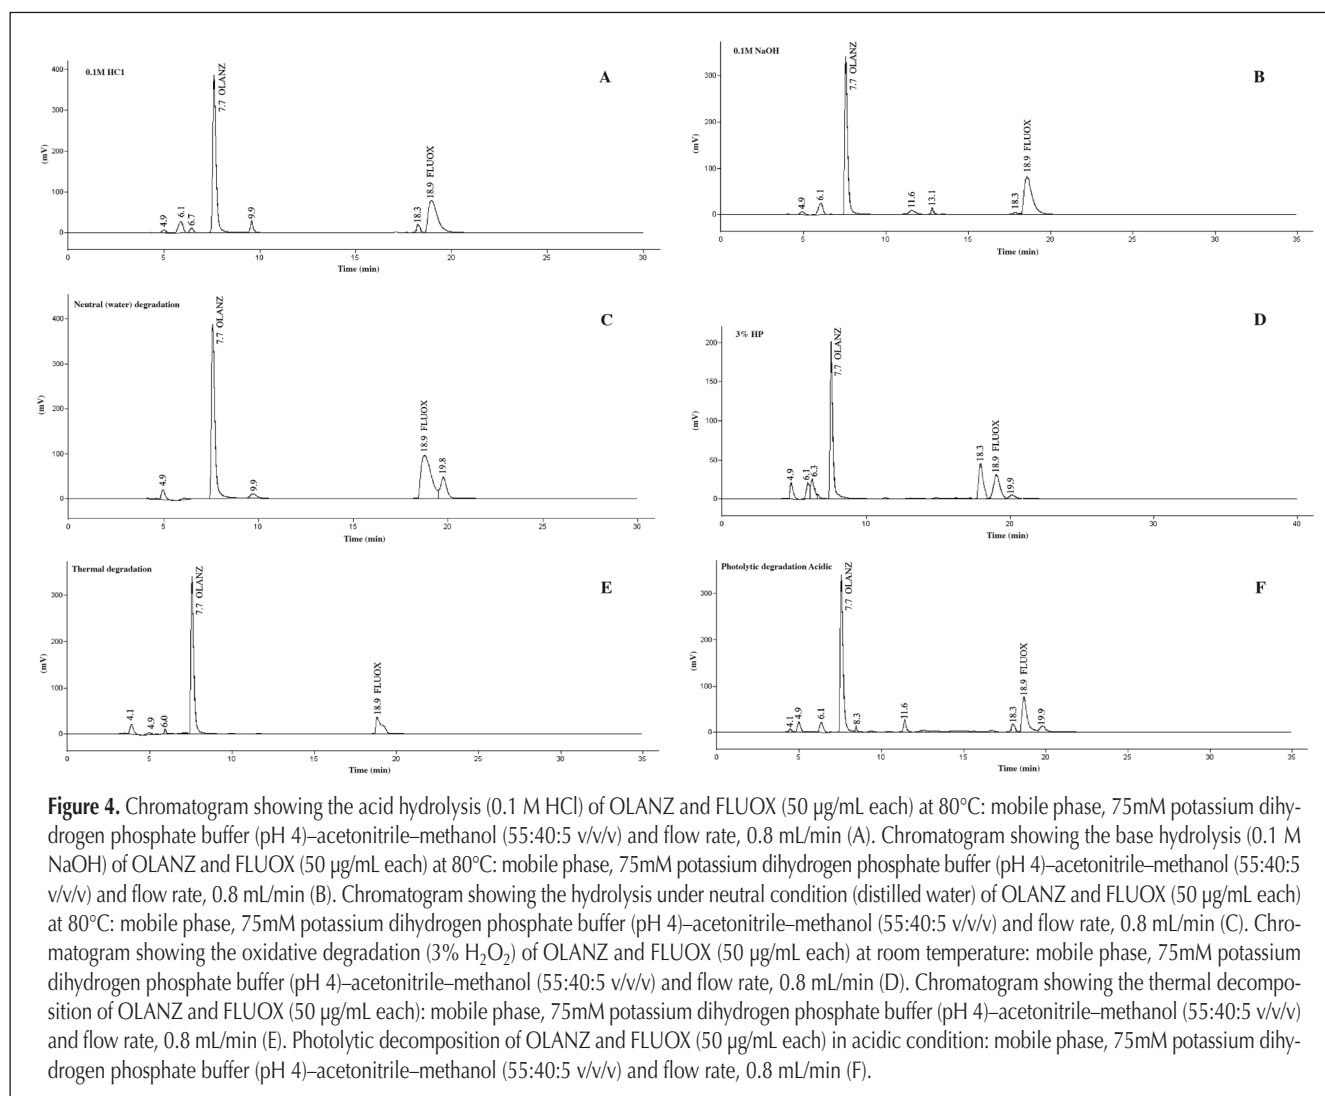 0.1M HC1
A
(mV)
400
300
200
100
0
4.9
6.1
6.7
7.7 OLANZ
9.9
18.3
18.9 FLUOX
0 5 10 15 20 25 30
Time (min)
0.1M NaOH
B
(mV)
300
200
100
0
4.9
6.1
7.7 OLANZ
11.6
13.1
18.3
18.9 FLUOX
0 5 10 15 20 25 30 35
Time (min)
Neutral (water) degradation
C
(mV)
400
300
200
100
0
4.9
7.7 OLANZ
9.9
18.9 FLUOX
19.8
0 5 10 15 20 25 30
Time (min)
3% HP
D
(mV)
200
150
100
50
0
4.9
6.1
6.3
7.7 OLANZ
18.3
18.9 FLUOX
19.9
0 10 20 30 40
Time (min)
Thermal degradation
E
(mV)
300
200
100
0
4.1
4.9
6.0
7.7 OLANZ
18.9 FLUOX
0 5 10 15 20 25 30 35
Time (min)
Photolytic degradation Acidic
F
(mV)
300
200
100
0
4.1
4.9
6.1
7.7 OLANZ
8.3
11.6
18.3
18.9 FLUOX
19.9
0 5 10 15 20 25 30 35
Time (min)
Figure 4. Chromatogram showing the acid hydrolysis (0.1 M HCl) of OLANZ and FLUOX (50 µg/mL each) at 80°C: mobile phase, 75mM potassium dihy-
drogen phosphate buffer (pH 4)–acetonitrile–methanol (55:40:5 v/v/v) and flow rate, 0.8 mL/min (A). Chromatogram showing the base hydrolysis (0.1 M
NaOH) of OLANZ and FLUOX (50 µg/mL each) at 80°C: mobile phase, 75mM potassium dihydrogen phosphate buffer (pH 4)–acetonitrile–methanol (55:40:5
v/v/v) and flow rate, 0.8 mL/min (B). Chromatogram showing the hydrolysis under neutral condition (distilled water) of OLANZ and FLUOX (50 µg/mL each)
at 80°C: mobile phase, 75mM potassium dihydrogen phosphate buffer (pH 4)–acetonitrile–methanol (55:40:5 v/v/v) and flow rate, 0.8 mL/min (C). Chro-
matogram showing the oxidative degradation (3% H₂O₂) of OLANZ and FLUOX (50 µg/mL each) at room temperature: mobile phase, 75mM potassium
dihydrogen phosphate buffer (pH 4)–acetonitrile–methanol (55:40:5 v/v/v) and flow rate, 0.8 mL/min (D). Chromatogram showing the thermal decompo-
sition of OLANZ and FLUOX (50 µg/mL each): mobile phase, 75mM potassium dihydrogen phosphate buffer (pH 4)–acetonitrile–methanol (55:40:5 v/v/v)
and flow rate, 0.8 mL/min (E). Photolytic decomposition of OLANZ and FLUOX (50 µg/mL each) in acidic condition: mobile phase, 75mM potassium dihy-
drogen phosphate buffer (pH 4)–acetonitrile–methanol (55:40:5 v/v/v) and flow rate, 0.8 mL/min (F).